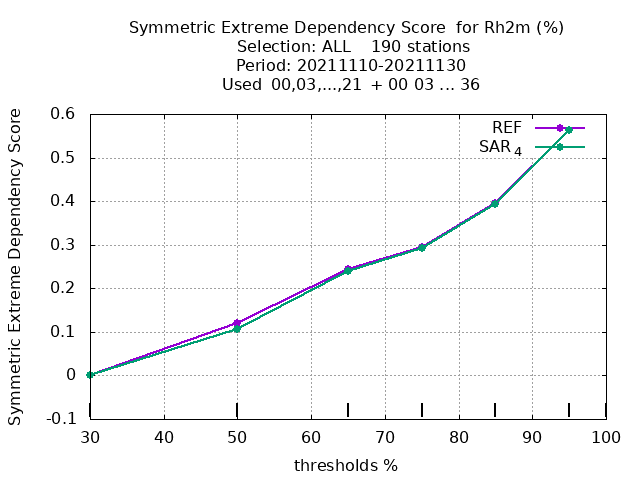 Symmetric Extreme Dependency Score for Rh2m (%)
Selection: ALL 190 stations
Period: 20211110-20211130
Used 00,03,...,21 + 00 03 ... 36
Symmetric Extreme Dependency Score
0.6
0.5
0.4
0.3
0.2
0.1
0
-0.1
REF
SAR 4
30 40 50 60 70 80 90 100
thresholds %